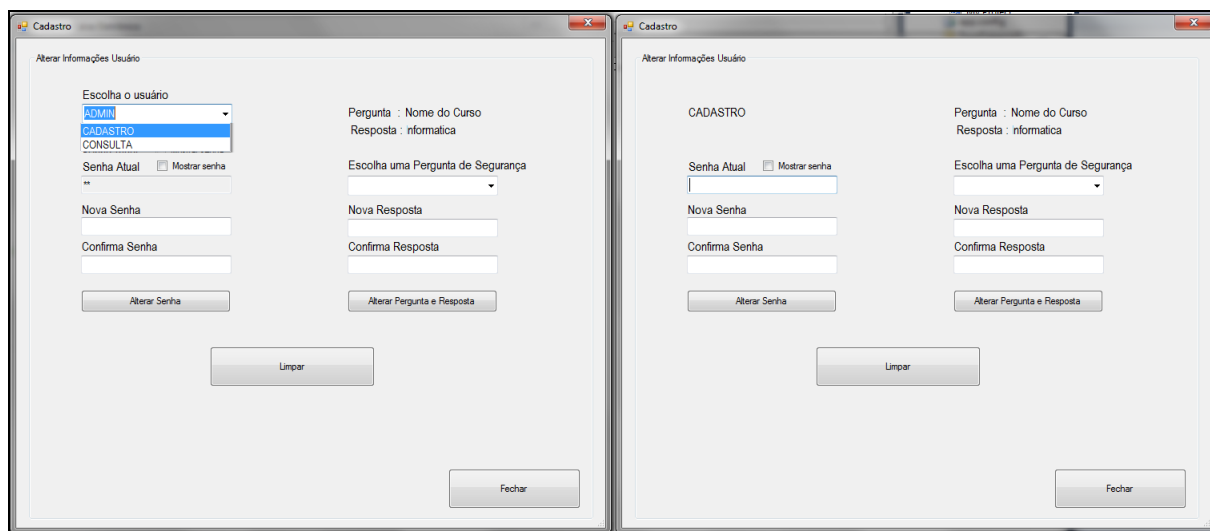 Cadastro
Alterar Informações Usuário
Escolha o usuário
ADMIN
CADASTRO
CONSULTA
Senha Atual Mostrar senha
**
Nova Senha
Confirma Senha
Alterar Senha
Pergunta : Nome do Curso
Resposta : nformatica
Escolha uma Pergunta de Segurança
Nova Resposta
Confirma Resposta
Alterar Pergunta e Resposta
Limpar
Fechar
Cadastro
Alterar Informações Usuário
CADASTRO
Senha Atual Mostrar senha
Nova Senha
Confirma Senha
Alterar Senha
Pergunta : Nome do Curso
Resposta : nformatica
Escolha uma Pergunta de Segurança
Nova Resposta
Confirma Resposta
Alterar Pergunta e Resposta
Limpar
Fechar